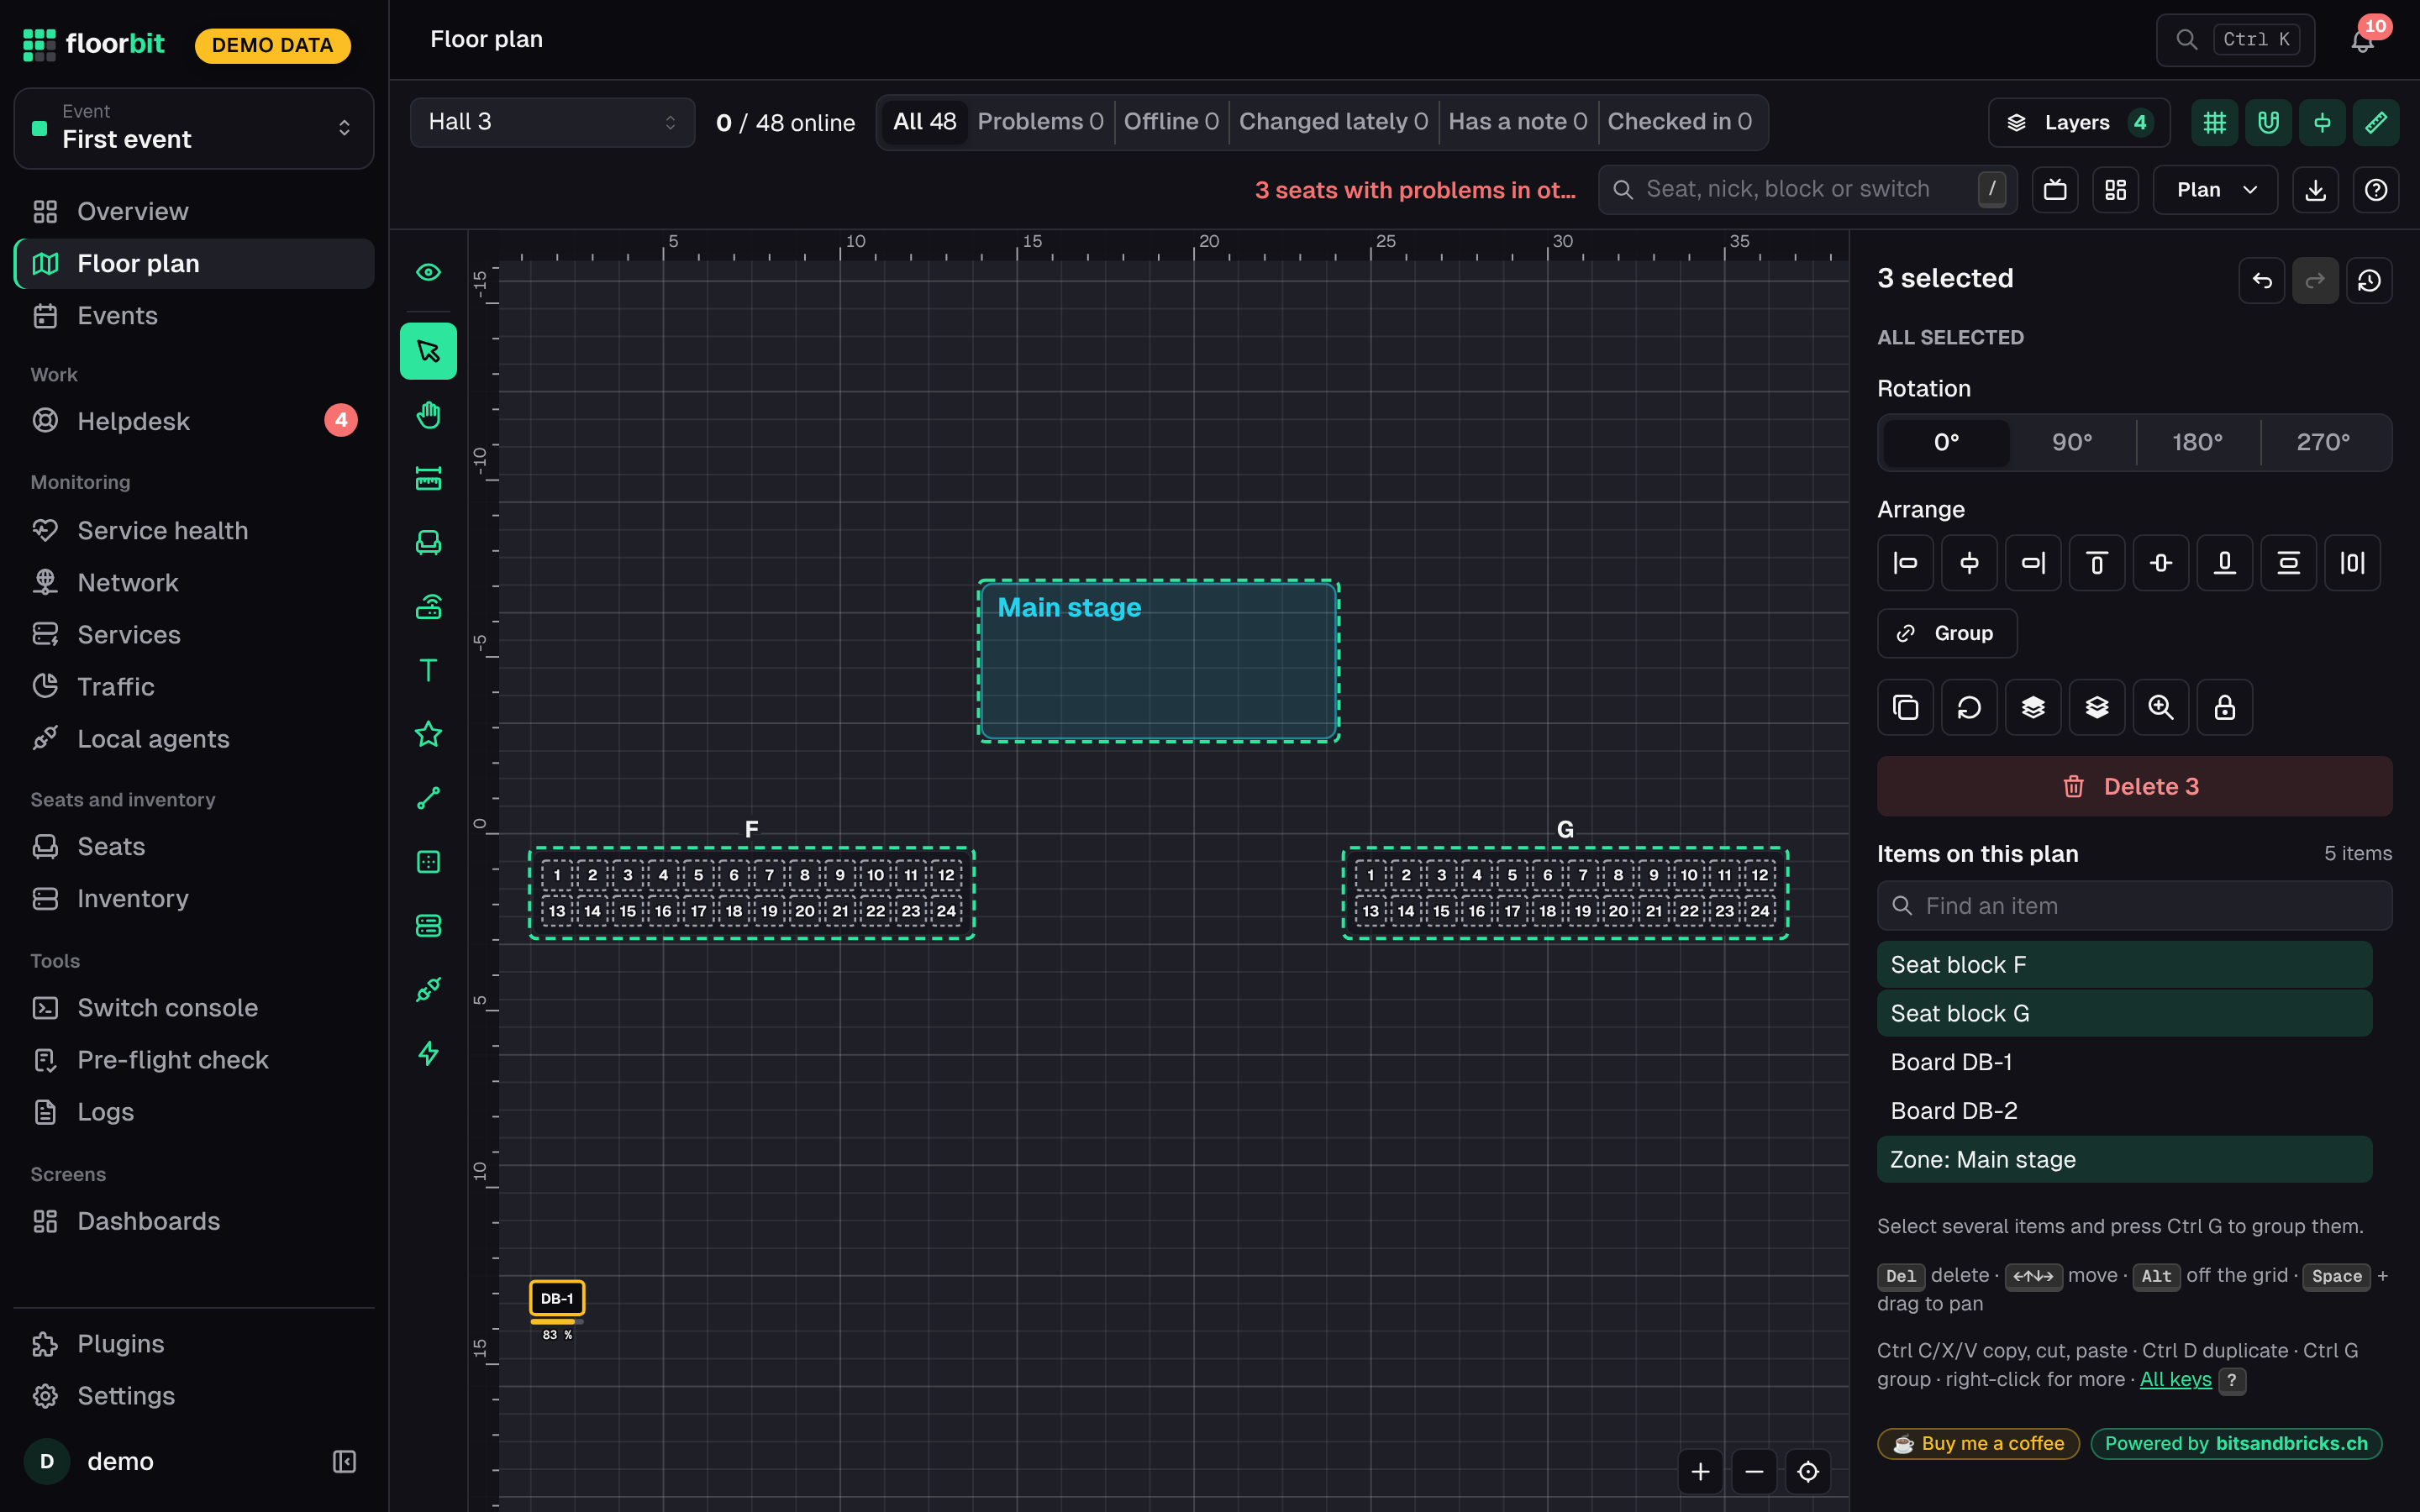 floorbit
DEMO DATA
Event
First event
Overview
Floor plan
Events
Work
Helpdesk 4
Monitoring
Service health
Network
Services
Traffic
Local agents
Seats and inventory
Seats
Inventory
Tools
Switch console
Pre-flight check
Logs
Screens
Dashboards
Plugins
Settings
D demo
Floor plan
Ctrl K
10
Hall 3
0 / 48 online
All 48 Problems 0 Offline 0 Changed lately 0 Has a note 0 Checked in 0
Layers 4
3 seats with problems in ot...
Seat, nick, block or switch /
Plan
5 10 15 20 25 30 35
-15
-10
-5
0
5
10
15
Main stage
F
1 2 3 4 5 6 7 8 9 10 11 12
13 14 15 16 17 18 19 20 21 22 23 24
G
1 2 3 4 5 6 7 8 9 10 11 12
13 14 15 16 17 18 19 20 21 22 23 24
DB-1
83 %
3 selected
ALL SELECTED
Rotation
0° 90° 180° 270°
Arrange
Group
Delete 3
Items on this plan 5 items
Find an item
Seat block F
Seat block G
Board DB-1
Board DB-2
Zone: Main stage
Select several items and press Ctrl G to group them.
Del delete · ←↑↓→ move · Alt off the grid · Space +
drag to pan
Ctrl C/X/V copy, cut, paste · Ctrl D duplicate · Ctrl G
group · right-click for more · All keys ?
☕ Buy me a coffee
Powered by bitsandbricks.ch